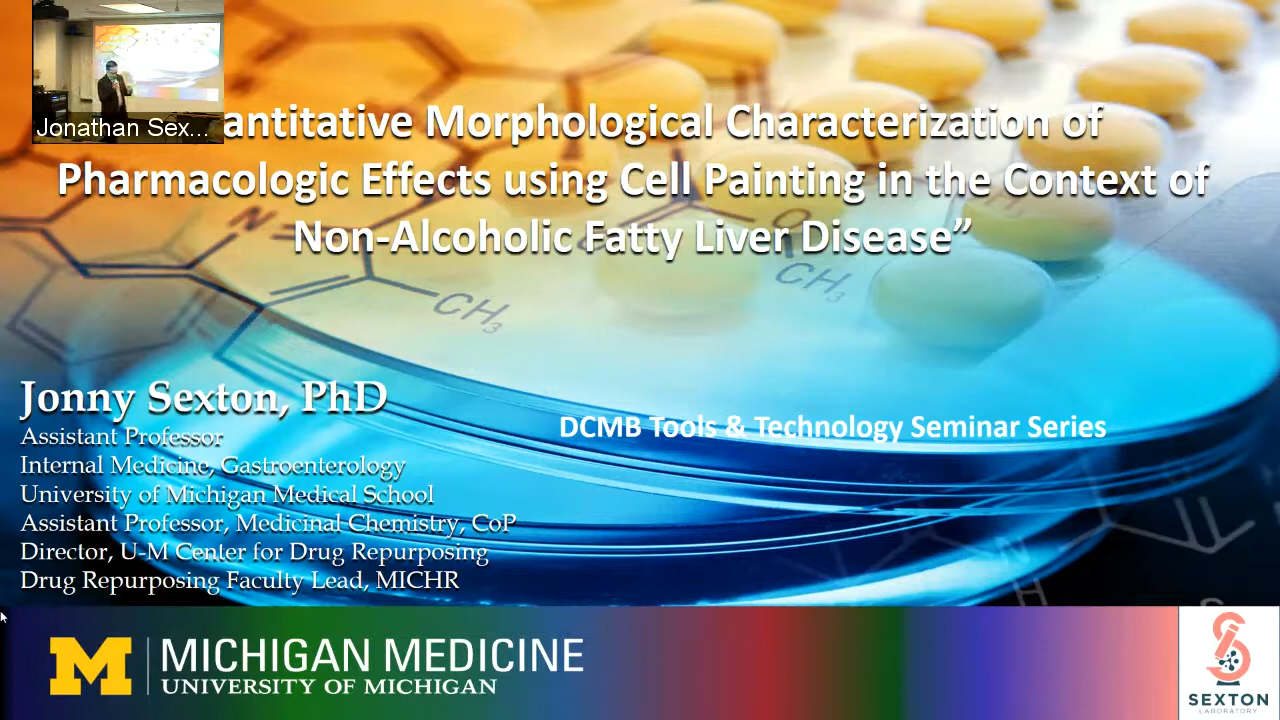 Jonathan Sex...
antitative Morphological Characterization of
Pharmacologic Effects using Cell Painting in the Context of
Non-Alcoholic Fatty Liver Disease”
N
O
CH3
CH3
Jonny Sexton, PhD
Assistant Professor
Internal Medicine, Gastroenterology
University of Michigan Medical School
Assistant Professor, Medicinal Chemistry, CoP
Director, U-M Center for Drug Repurposing
Drug Repurposing Faculty Lead, MICHR
DCMB Tools & Technology Seminar Series
N
H
M
MICHIGAN MEDICINE
UNIVERSITY OF MICHIGAN
SEXTON
LABORATORY